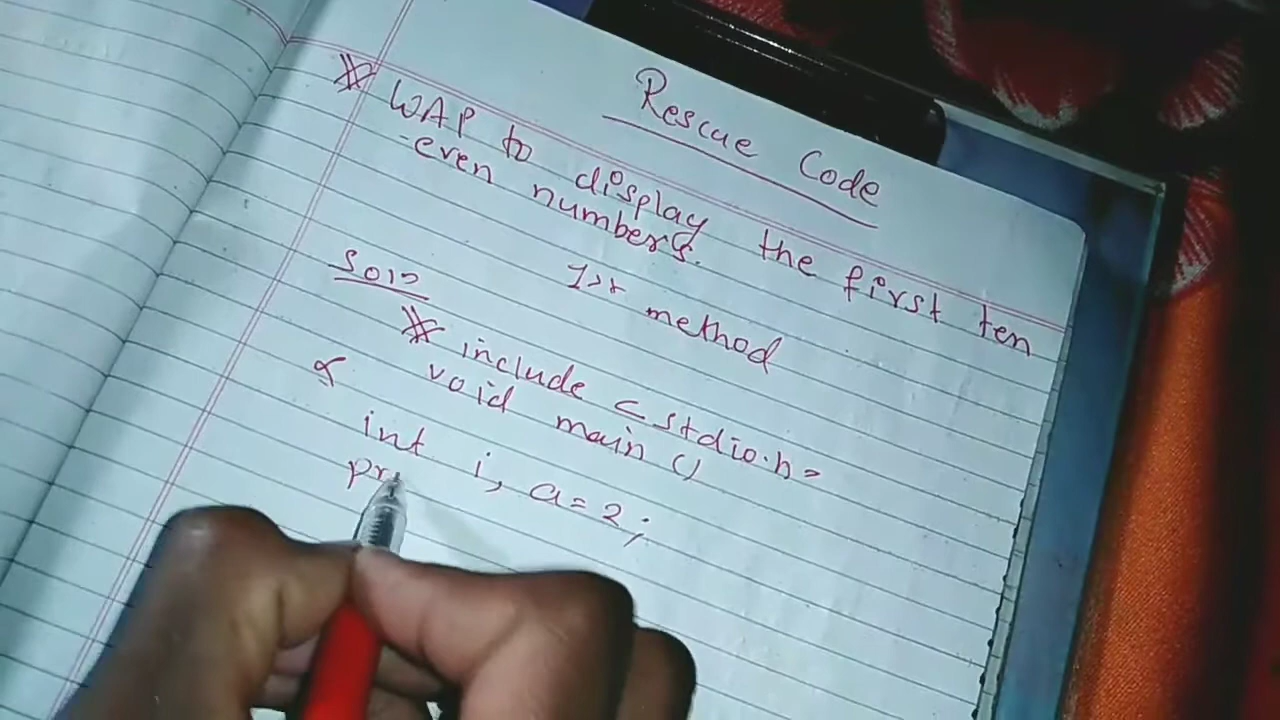 Rescue Code
* WAP to display the first ten
-even numbers.
Soln 1st method
# include <stdio.h>
void main ()
{
int i, a=2;
pri